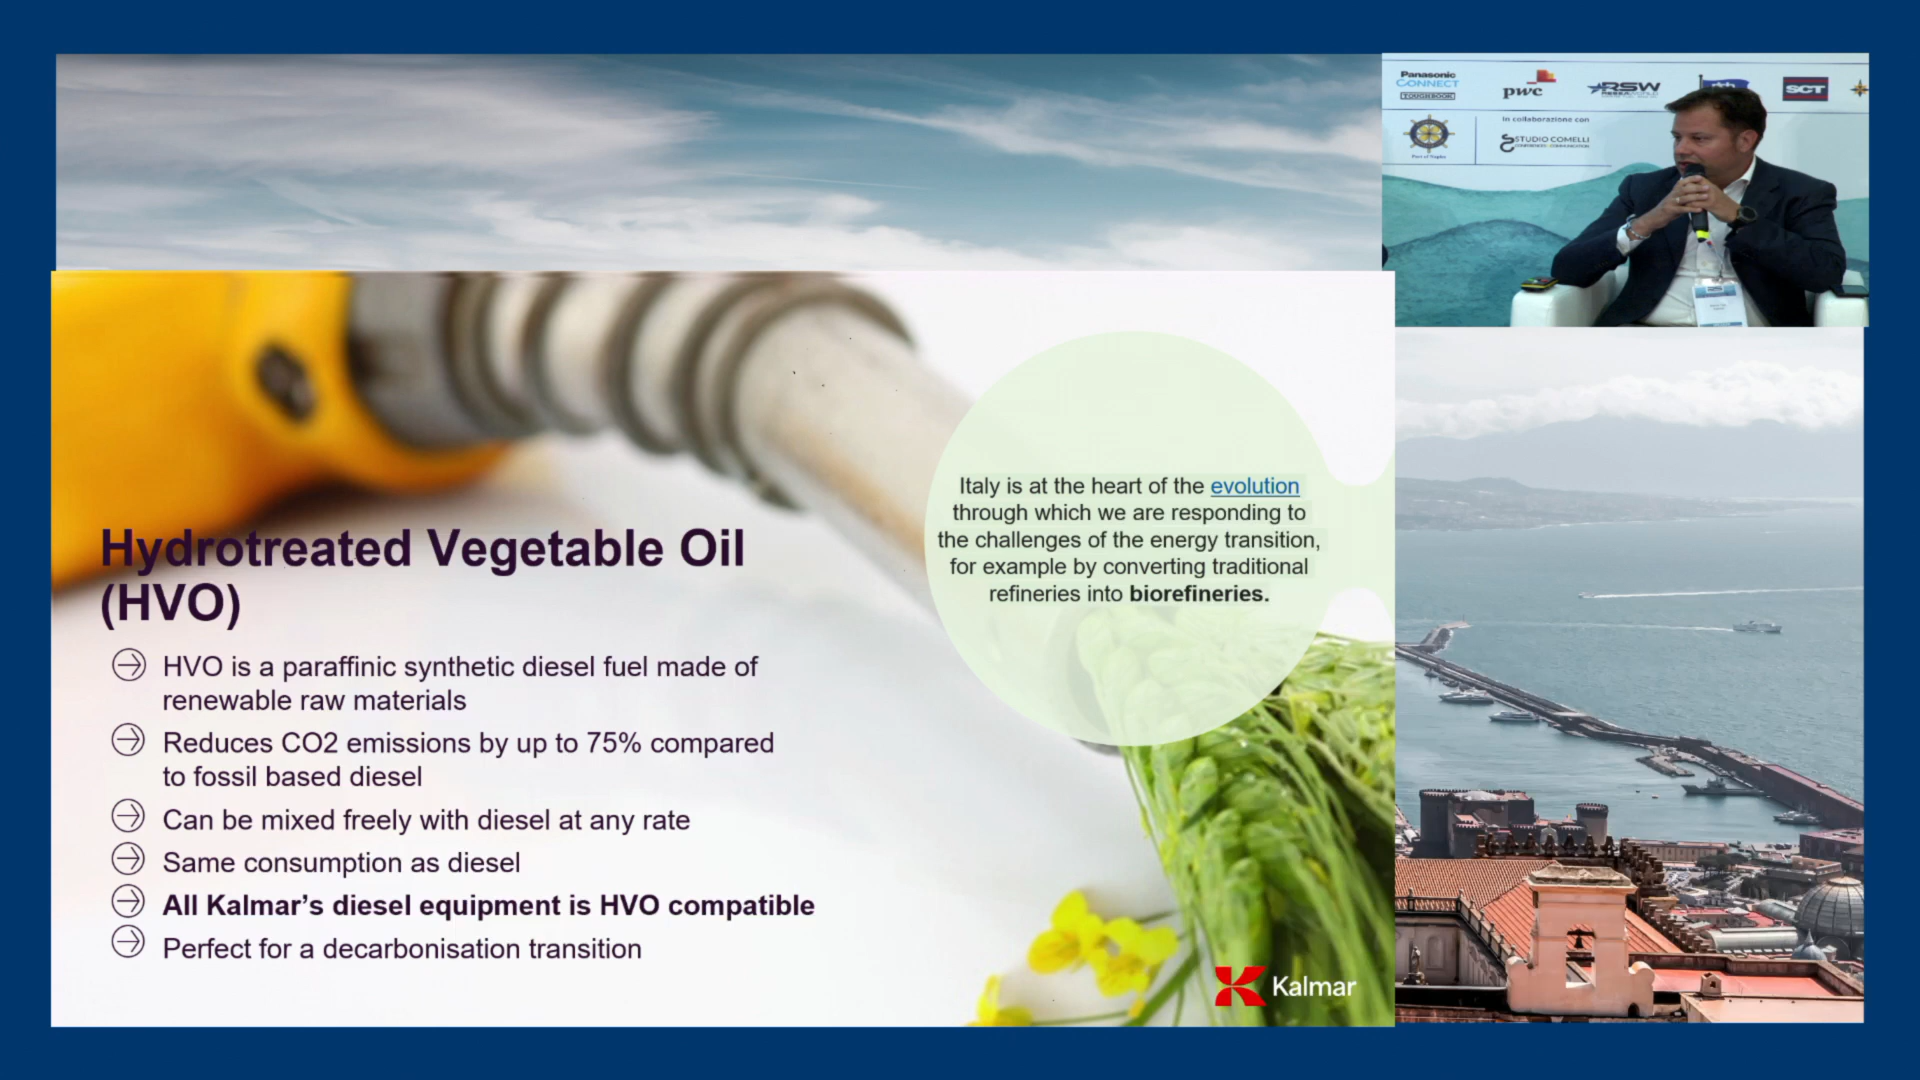 Panasonic
CONNECT
TOUGHBOOK
pwc
RSW
SCT
Port of Naples
In collaborazione con
STUDIO COMELLI
Italy is at the heart of the evolution
through which we are responding to
the challenges of the energy transition,
for example by converting traditional
refineries into biorefineries.
Hydrotreated Vegetable Oil
(HVO)
HVO is a paraffinic synthetic diesel fuel made of
renewable raw materials
Reduces CO2 emissions by up to 75% compared
to fossil based diesel
Can be mixed freely with diesel at any rate
Same consumption as diesel
All Kalmar’s diesel equipment is HVO compatible
Perfect for a decarbonisation transition
Kalmar